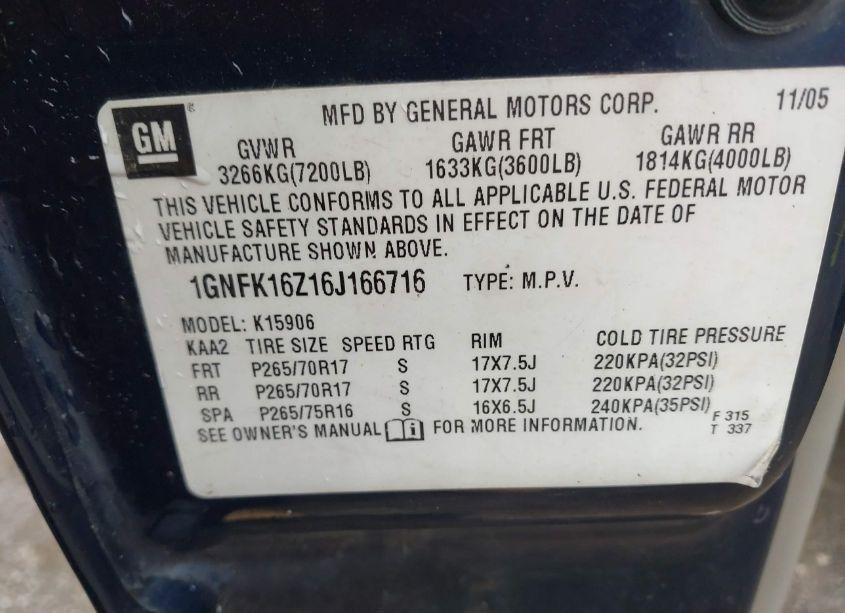 GM ® MFD BY GENERAL MOTORS CORP. 11/05
GVWR GAWR FRT GAWR RR
3266KG(7200LB) 1633KG(3600LB) 1814KG(4000LB)
THIS VEHICLE CONFORMS TO ALL APPLICABLE U.S. FEDERAL MOTOR
VEHICLE SAFETY STANDARDS IN EFFECT ON THE DATE OF
MANUFACTURE SHOWN ABOVE.
1GNFK16Z16J166716 TYPE: M.P.V.
MODEL: K15906
KAA2 TIRE SIZE SPEED RTG RIM COLD TIRE PRESSURE
FRT P265/70R17 S 17X7.5J 220KPA(32PSI)
RR P265/70R17 S 17X7.5J 220KPA(32PSI)
SPA P265/75R16 S 16X6.5J 240KPA(35PSI) F 315
SEE OWNER'S MANUAL i FOR MORE INFORMATION. T 337